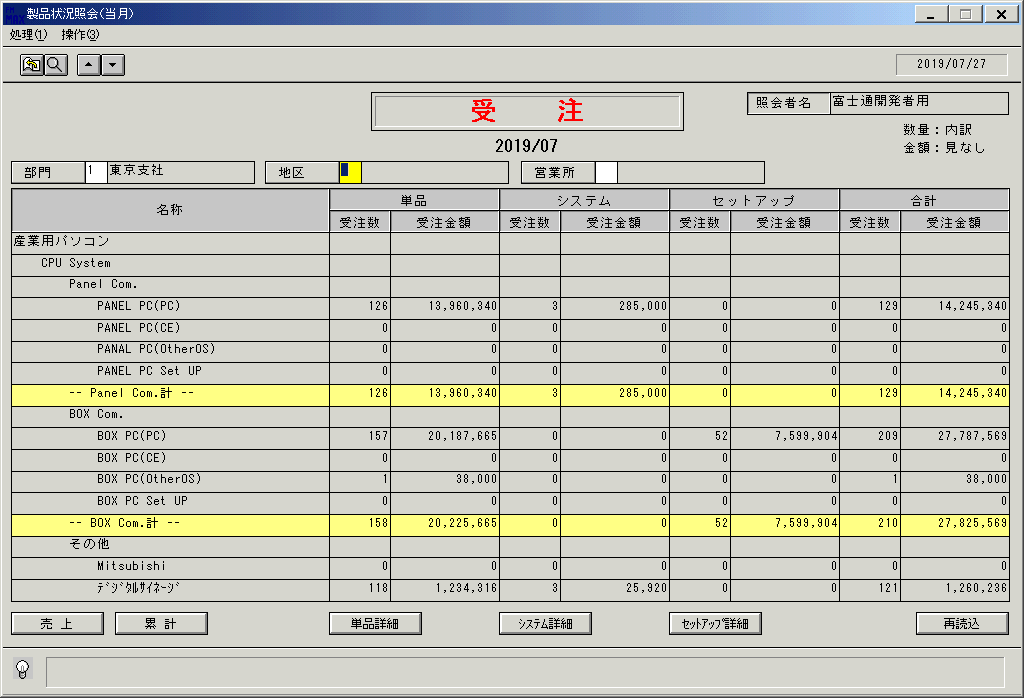 製品状況照会(当月)
処理(1) 操作(3)
2019/07/27
受 注
照会者名 富士通開発者用
2019/07
数量：内訳
金額：見なし
部門 1 東京支社 地区 営業所
名称 単品 システム セットアップ 合計
受注数 受注金額 受注数 受注金額 受注数 受注金額 受注数 受注金額
産業用パソコン
CPU System
Panel Com.
PANEL PC(PC) 126 13,960,340 3 285,000 0 0 129 14,245,340
PANEL PC(CE) 0 0 0 0 0 0 0 0
PANAL PC(OtherOS) 0 0 0 0 0 0 0 0
PANEL PC Set UP 0 0 0 0 0 0 0 0
-- Panel Com.計 -- 126 13,960,340 3 285,000 0 0 129 14,245,340
BOX Com.
BOX PC(PC) 157 20,187,665 0 0 52 7,599,904 209 27,787,569
BOX PC(CE) 0 0 0 0 0 0 0 0
BOX PC(OtherOS) 1 38,000 0 0 0 0 1 38,000
BOX PC Set UP 0 0 0 0 0 0 0 0
-- BOX Com.計 -- 158 20,225,665 0 0 52 7,599,904 210 27,825,569
その他
Mitsubishi 0 0 0 0 0 0 0 0
ﾃﾞｼﾞﾀﾙｻｲﾈｰｼﾞ 118 1,234,316 3 25,920 0 0 121 1,260,236
売 上 累 計 単品詳細 ｼｽﾃﾑ詳細 ｾｯﾄｱｯﾌﾟ詳細 再読込